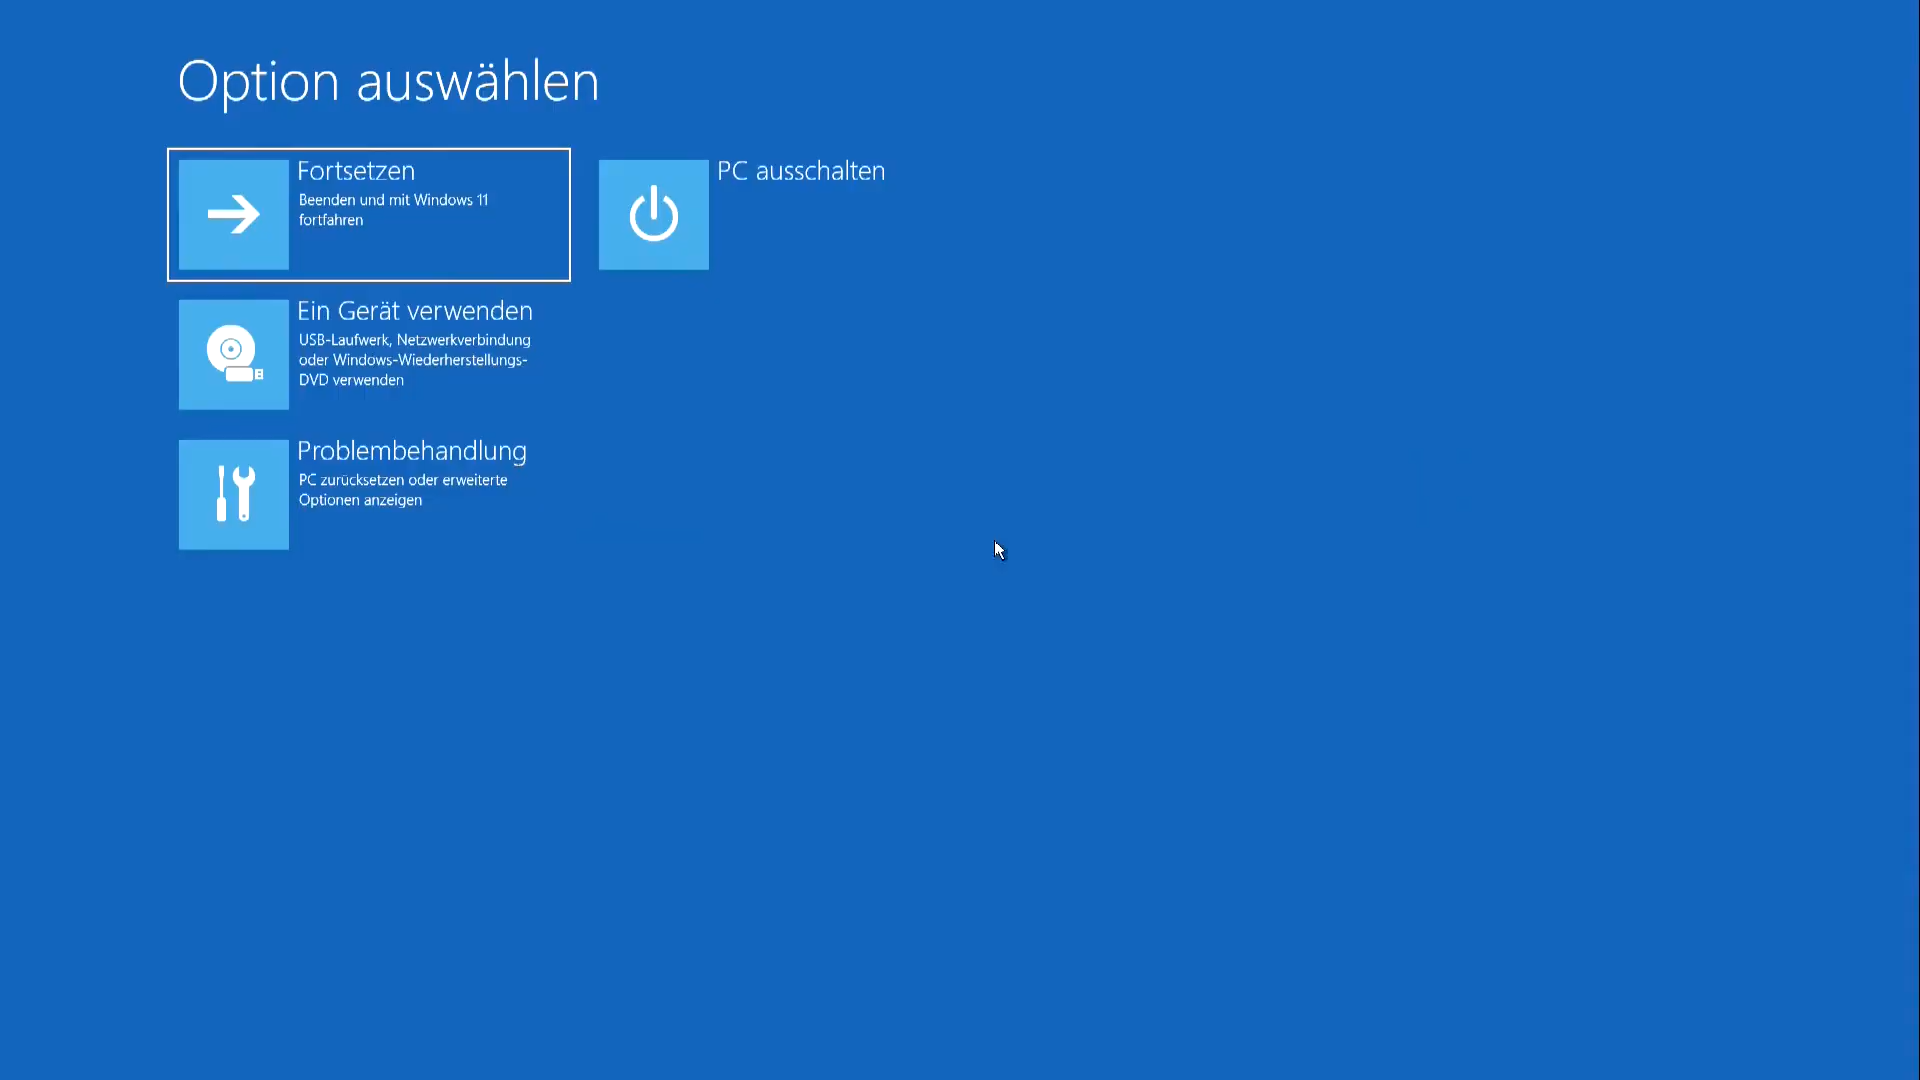 Option auswählen
Fortsetzen
Beenden und mit Windows 11
fortfahren
PC ausschalten
Ein Gerät verwenden
USB-Laufwerk, Netzwerkverbindung
oder Windows-Wiederherstellungs-
DVD verwenden
Problembehandlung
PC zurücksetzen oder erweiterte
Optionen anzeigen